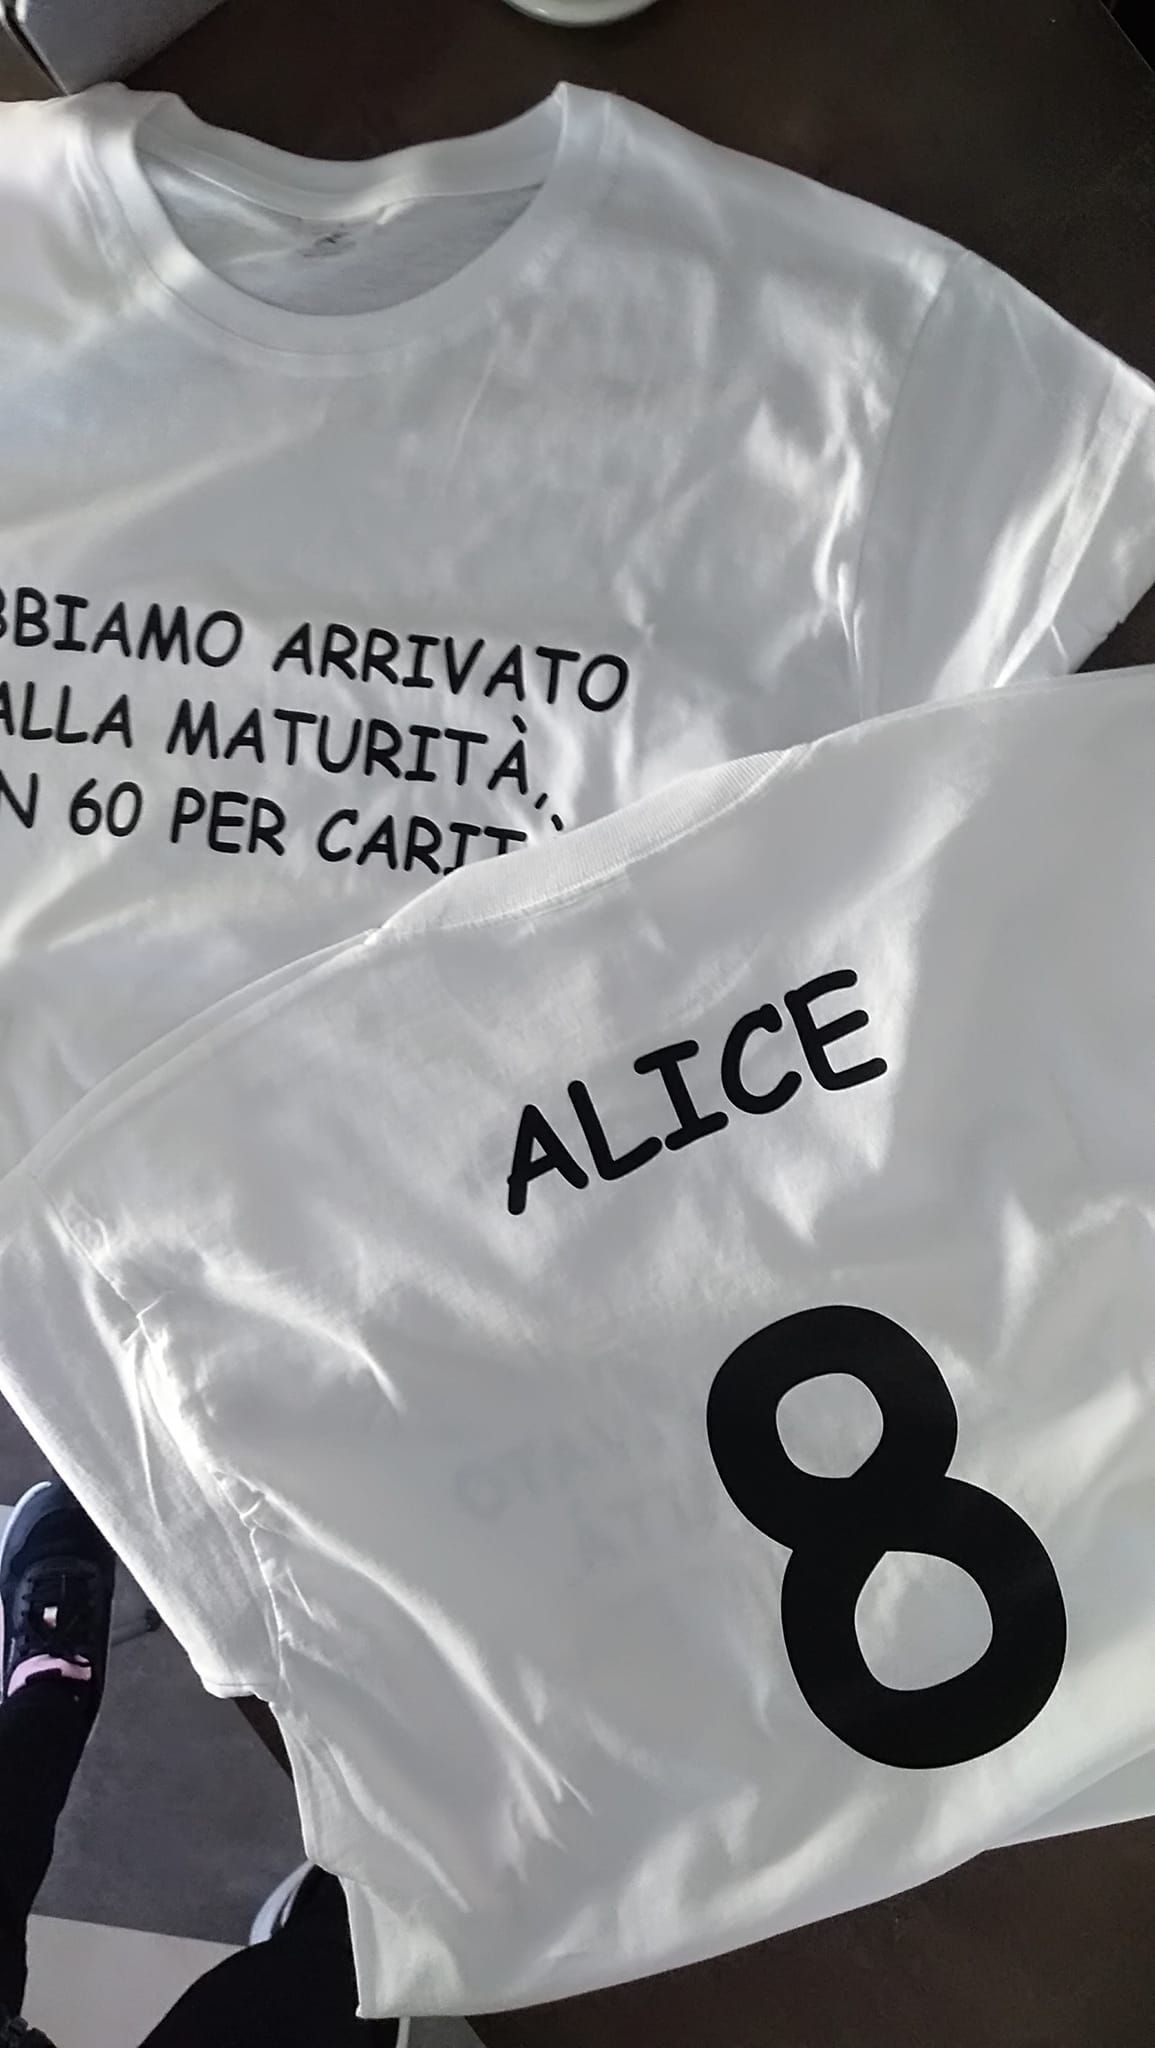 BBIAMO ARRIVATO
ALLA MATURITÀ,
N 60 PER CARIT
ALICE
8